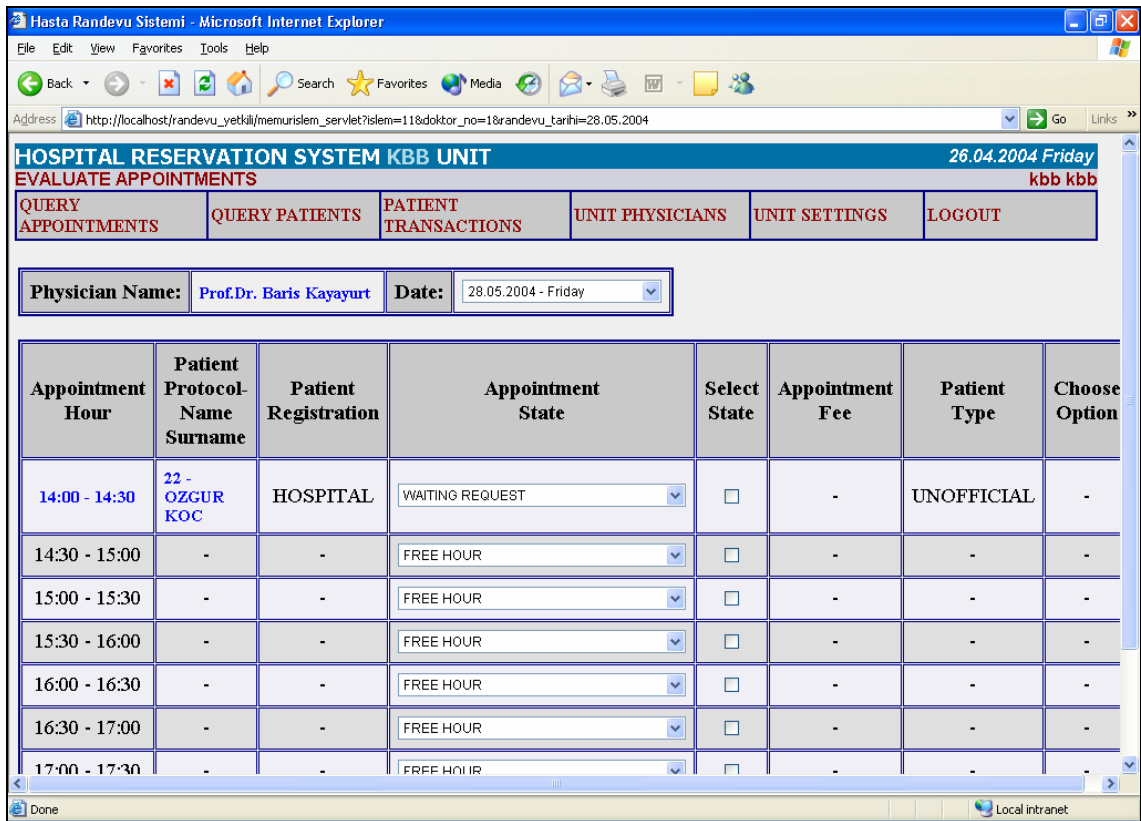 Hasta Randevu Sistemi - Microsoft Internet Explorer
File Edit View Favorites Tools Help
Back Search Favorites Media
Address http://localhost/randevu_yetkili/memurislem_servlet?islem=11&doktor_no=1&randevu_tarihi=28.05.2004 Go Links »
HOSPITAL RESERVATION SYSTEM KBB UNIT 26.04.2004 Friday
EVALUATE APPOINTMENTS kbb kbb
QUERY APPOINTMENTS QUERY PATIENTS PATIENT TRANSACTIONS UNIT PHYSICIANS UNIT SETTINGS LOGOUT
Physician Name: Prof.Dr. Baris Kayayurt Date: 28.05.2004 - Friday
Appointment Hour Patient Protocol-Name Surname Patient Registration Appointment State Select State Appointment Fee Patient Type Choose Option
14:00 - 14:30 22 - OZGUR KOC HOSPITAL WAITING REQUEST - UNOFFICIAL -
14:30 - 15:00 - - FREE HOUR - - -
15:00 - 15:30 - - FREE HOUR - - -
15:30 - 16:00 - - FREE HOUR - - -
16:00 - 16:30 - - FREE HOUR - - -
16:30 - 17:00 - - FREE HOUR - - -
17:00 - 17:30 - - FREE HOUR - - -
Done Local intranet